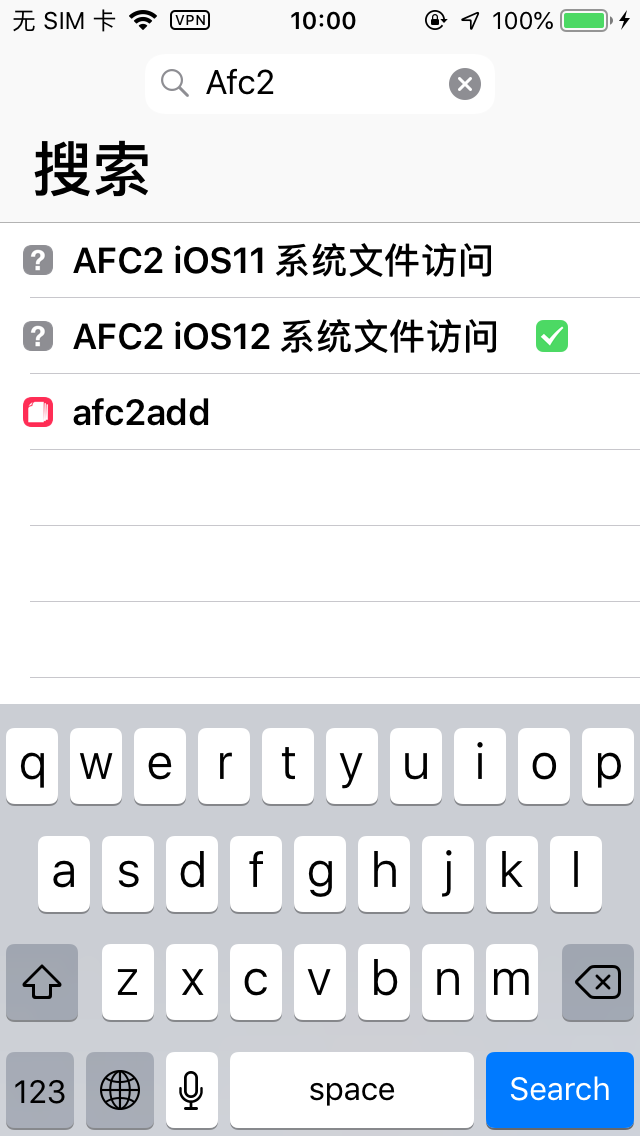 无 SIM 卡 VPN 10:00 100%
Afc2
搜索
? AFC2 iOS11 系统文件访问
? AFC2 iOS12 系统文件访问
afc2add
q w e r t y u i o p
a s d f g h j k l
z x c v b n m
123 space Search